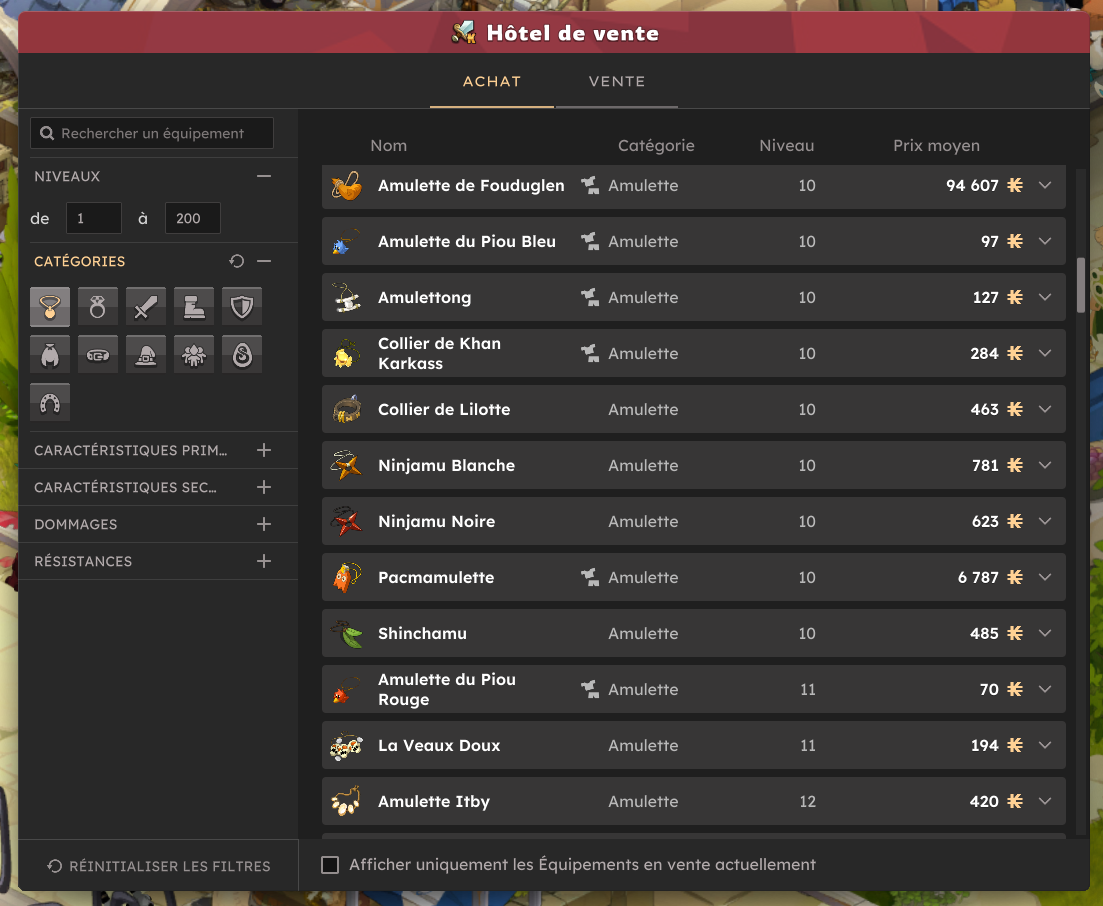 Hôtel de vente
ACHAT VENTE
Rechercher un équipement
NIVEAUX
de 1 à 200
CATÉGORIES
CARACTÉRISTIQUES PRIM...
CARACTÉRISTIQUES SEC...
DOMMAGES
RÉSISTANCES
RÉINITIALISER LES FILTRES
Nom Catégorie Niveau Prix moyen
Amulette de Fouduglen Amulette 10 94 607
Amulette du Piou Bleu Amulette 10 97
Amulettong Amulette 10 127
Collier de Khan
Karkass Amulette 10 284
Collier de Lilotte Amulette 10 463
Ninjamu Blanche Amulette 10 781
Ninjamu Noire Amulette 10 623
Pacmamulette Amulette 10 6 787
Shinchamu Amulette 10 485
Amulette du Piou
Rouge Amulette 11 70
La Veaux Doux Amulette 11 194
Amulette Itby Amulette 12 420
Afficher uniquement les Équipements en vente actuellement